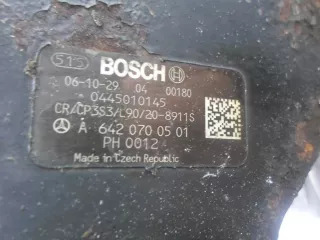 515 BOSCH
06-10-29 04 00180
0445010145
CR/CP3S3/L90/20-8911S
A 642 070 05 01
PH 0012
Made in Czech Republic